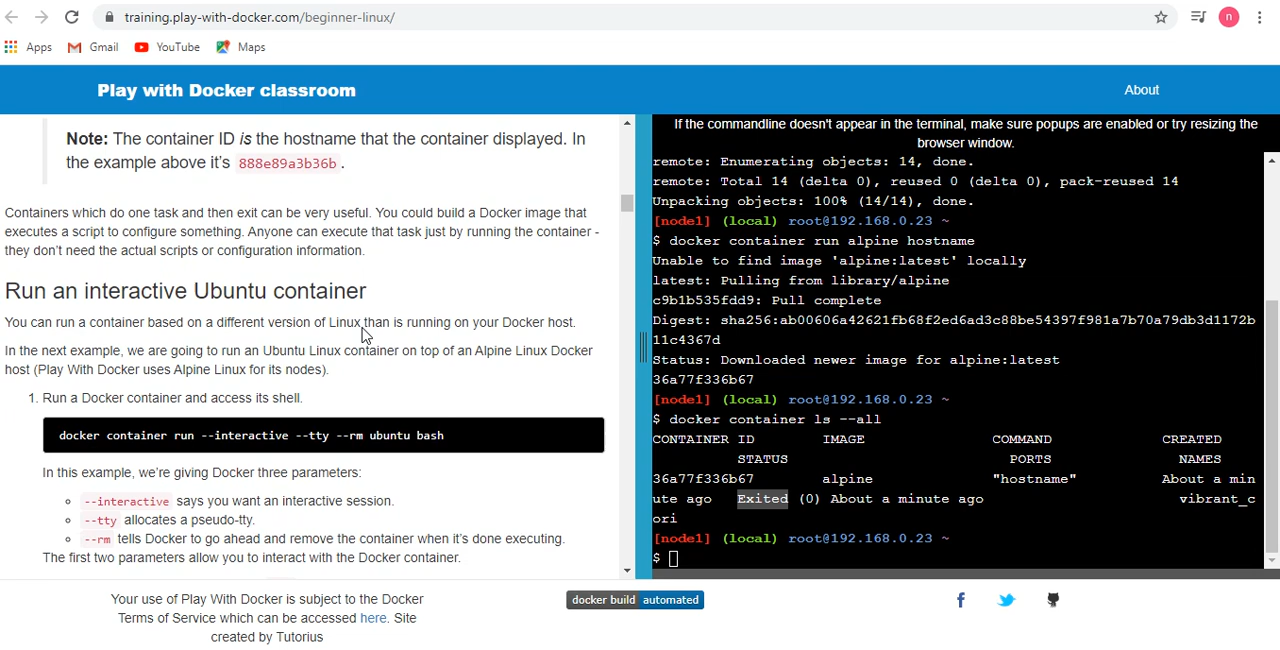 training.play-with-docker.com/beginner-linux/
n
Apps Gmail YouTube Maps
Play with Docker classroom
About
Note: The container ID is the hostname that the container displayed. In
the example above it's 888e89a3b36b .
Containers which do one task and then exit can be very useful. You could build a Docker image that
executes a script to configure something. Anyone can execute that task just by running the container -
they don't need the actual scripts or configuration information.
Run an interactive Ubuntu container
You can run a container based on a different version of Linux than is running on your Docker host.
In the next example, we are going to run an Ubuntu Linux container on top of an Alpine Linux Docker
host (Play With Docker uses Alpine Linux for its nodes).
1. Run a Docker container and access its shell.
docker container run --interactive --tty --rm ubuntu bash
In this example, we're giving Docker three parameters:
--interactive says you want an interactive session.
--tty allocates a pseudo-tty.
--rm tells Docker to go ahead and remove the container when it's done executing.
The first two parameters allow you to interact with the Docker container.
If the commandline doesn't appear in the terminal, make sure popups are enabled or try resizing the
browser window.
remote: Enumerating objects: 14, done.
remote: Total 14 (delta 0), reused 0 (delta 0), pack-reused 14
Unpacking objects: 100% (14/14), done.
[node1] (local) root@192.168.0.23 ~
$ docker container run alpine hostname
Unable to find image 'alpine:latest' locally
latest: Pulling from library/alpine
c9b1b535fdd9: Pull complete
Digest: sha256:ab00606a42621fb68f2ed6ad3c88be54397f981a7b70a79db3d1172b
11c4367d
Status: Downloaded newer image for alpine:latest
36a77f336b67
[node1] (local) root@192.168.0.23 ~
$ docker container ls --all
CONTAINER ID IMAGE COMMAND CREATED
STATUS PORTS NAMES
36a77f336b67 alpine "hostname" About a min
ute ago Exited (0) About a minute ago vibrant_c
ori
[node1] (local) root@192.168.0.23 ~
$
Your use of Play With Docker is subject to the Docker
Terms of Service which can be accessed here. Site
created by Tutorius
docker build automated